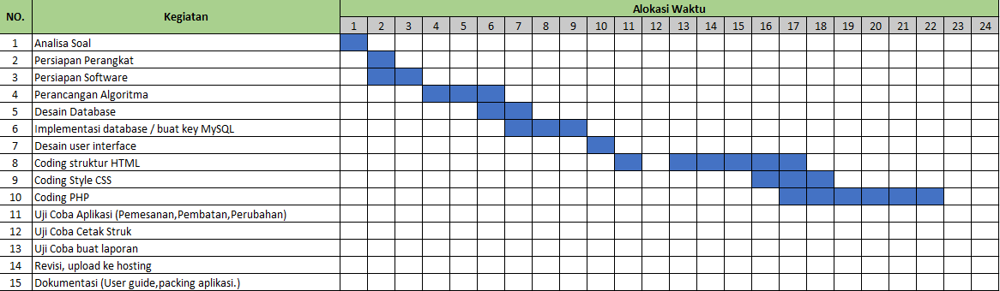 NO. Kegiatan Alokasi Waktu
1 2 3 4 5 6 7 8 9 10 11 12 13 14 15 16 17 18 19 20 21 22 23 24
1 Analisa Soal
2 Persiapan Perangkat
3 Persiapan Software
4 Perancangan Algoritma
5 Desain Database
6 Implementasi database / buat key MySQL
7 Desain user interface
8 Coding struktur HTML
9 Coding Style CSS
10 Coding PHP
11 Uji Coba Aplikasi (Pemesanan,Pembatan,Perubahan)
12 Uji Coba Cetak Struk
13 Uji Coba buat laporan
14 Revisi, upload ke hosting
15 Dokumentasi (User guide,packing aplikasi.)